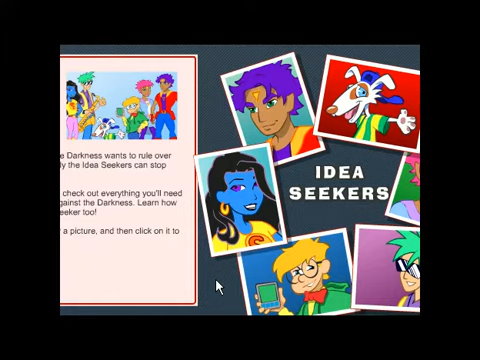 e Darkness wants to rule over
ly the Idea Seekers can stop
check out everything you'll need
gainst the Darkness. Learn how
eeker too!
r a picture, and then click on it to
IDEA
SEEKERS